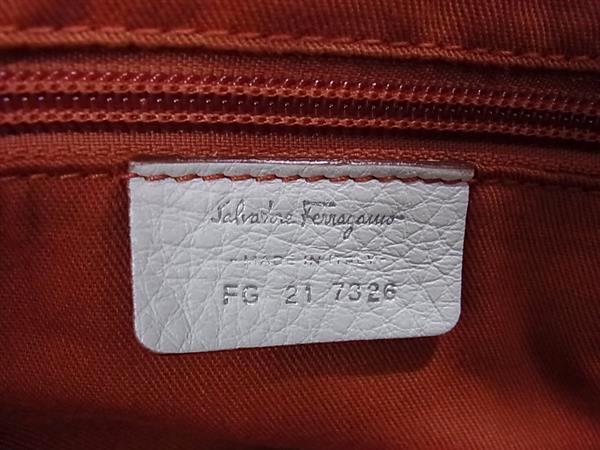 Salvatore Ferragamo
MADE IN ITALY
FG 21 7326